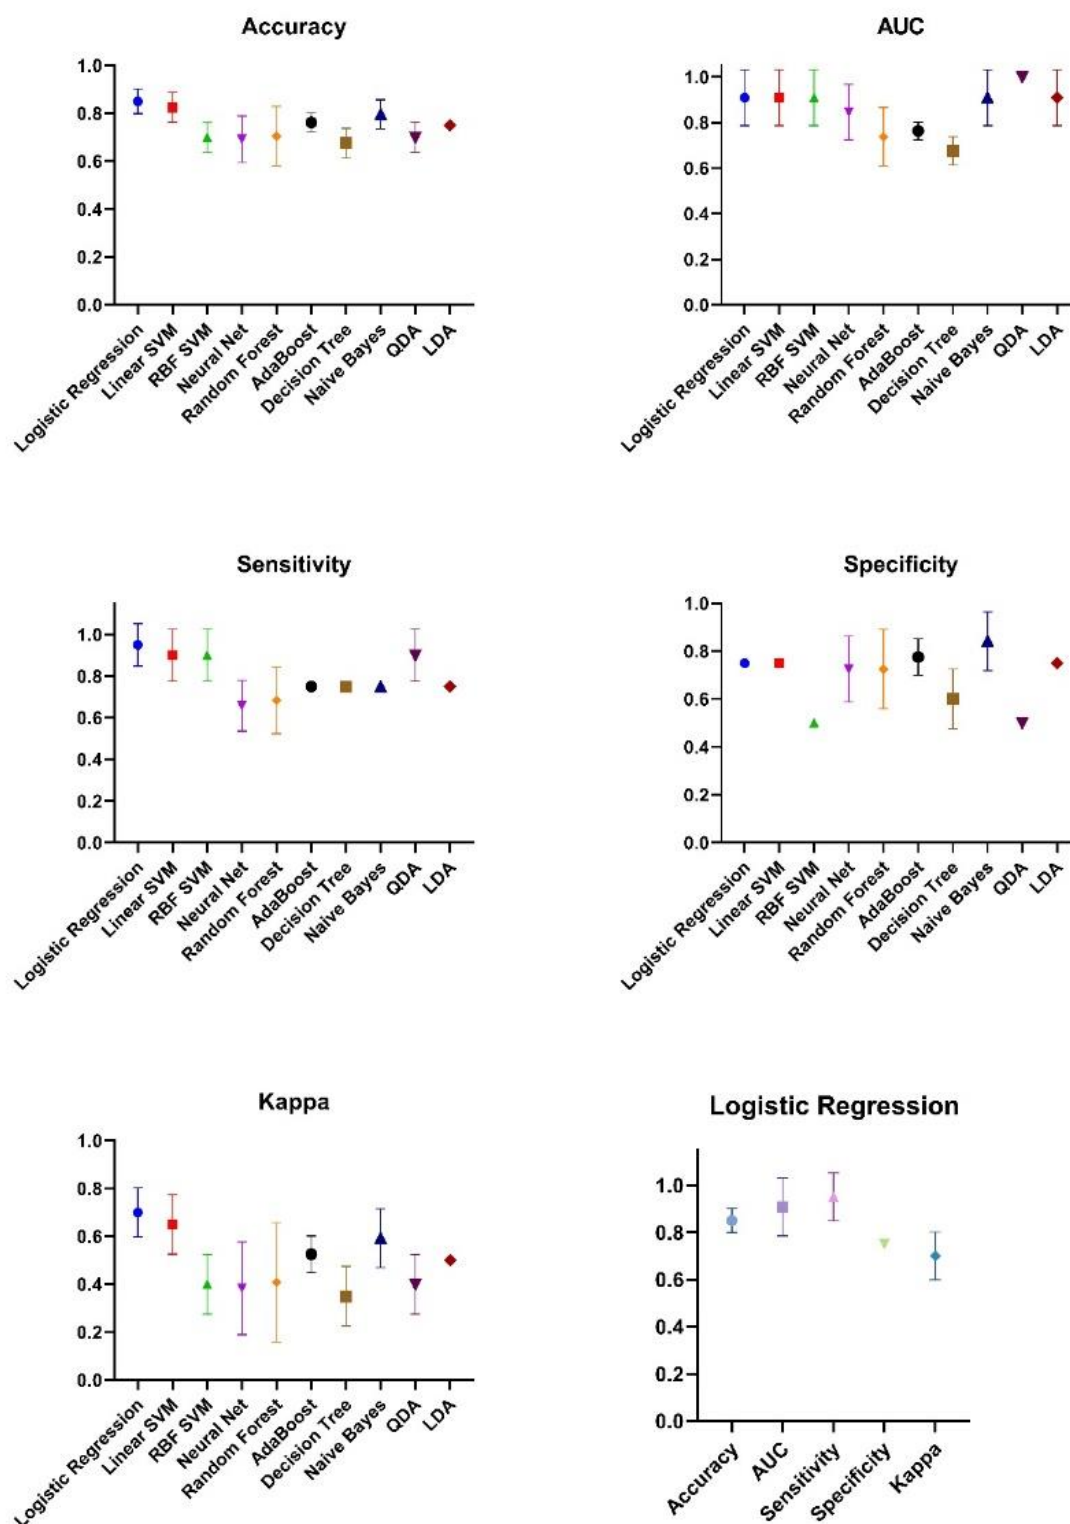 Accuracy
1.0
0.8
0.6
0.4
0.2
0.0
Logistic Regression
Linear SVM
RBF SVM
Neural Net
Random Forest
AdaBoost
Decision Tree
Naive Bayes
QDA
LDA
AUC
1.0
0.8
0.6
0.4
0.2
0.0
Logistic Regression
Linear SVM
RBF SVM
Neural Net
Random Forest
AdaBoost
Decision Tree
Naive Bayes
QDA
LDA
Sensitivity
1.0
0.8
0.6
0.4
0.2
0.0
Logistic Regression
Linear SVM
RBF SVM
Neural Net
Random Forest
AdaBoost
Decision Tree
Naive Bayes
QDA
LDA
Specificity
1.0
0.8
0.6
0.4
0.2
0.0
Logistic Regression
Linear SVM
RBF SVM
Neural Net
Random Forest
AdaBoost
Decision Tree
Naive Bayes
QDA
LDA
Kappa
1.0
0.8
0.6
0.4
0.2
0.0
Logistic Regression
Linear SVM
RBF SVM
Neural Net
Random Forest
AdaBoost
Decision Tree
Naive Bayes
QDA
LDA
Logistic Regression
1.0
0.8
0.6
0.4
0.2
0.0
Accuracy
AUC
Sensitivity
Specificity
Kappa